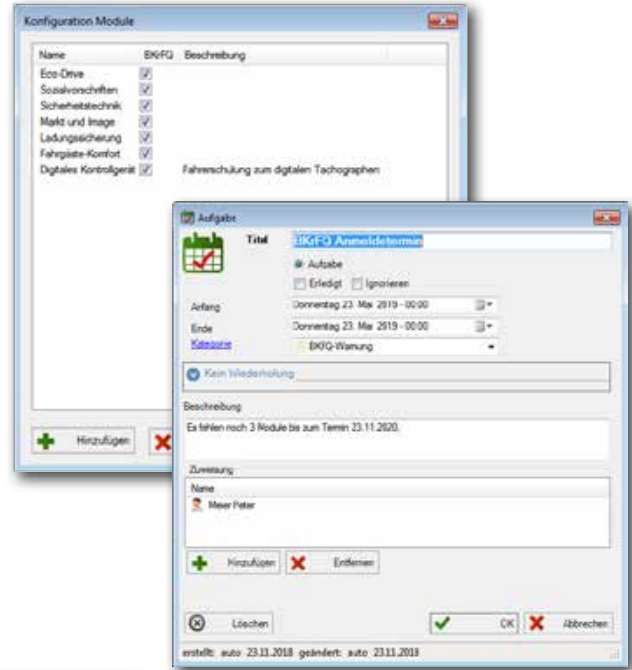 Konfiguration Module
Name BKrFQ Beschreibung
Eco-Drive
Sozialvorschriften
Sicherheitstechnik
Markt und Image
Ladungssicherung
Fahrgäste-Komfort
Digitales Kontrollgerät Fahrerschulung zum digitalen Tachographen
Hinzufügen
Aufgabe
Titel BKrFQ Anmeldetermin
Aufgabe
Erledigt Ignorieren
Anfang Donnerstag 23. Mai 2019 - 00:00
Ende Donnerstag 23. Mai 2019 - 00:00
Kategorie BKFQ-Warnung
Kein Wiederholung
Beschreibung
Es fehlen noch 3 Module bis zum Termin 23.11.2020.
Zuweisung
Name
Meier Peter
Hinzufügen Entfernen
Löschen OK Abbrechen
erstellt: auto 23.11.2018 geändert: auto 23.11.2018